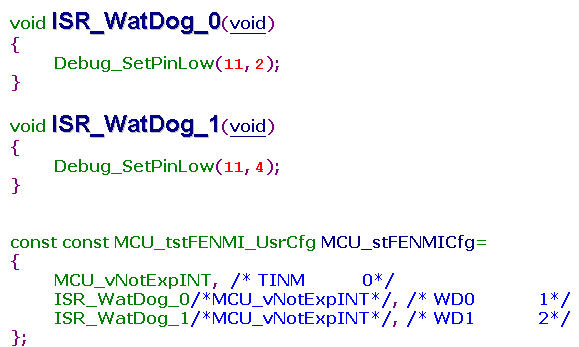 void ISR_WatDog_0(void)
{
Debug_SetPinLow(11,2);
}
void ISR_WatDog_1(void)
{
Debug_SetPinLow(11,4);
}
const const MCU_tstFENMI_UsrCfg MCU_stFENMICfg=
{
MCU_vNotExpINT, /* TINM 0*/
ISR_WatDog_0/*MCU_vNotExpINT*/, /* WD0 1*/
ISR_WatDog_1/*MCU_vNotExpINT*/, /* WD1 2*/
};